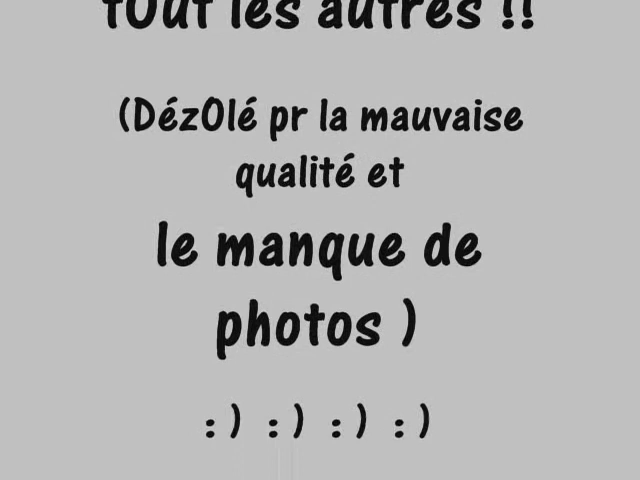 tOut les autres !!
(DézOlé pr la mauvaise
qualité et
le manque de
photos )
: ) : ) : ) : )